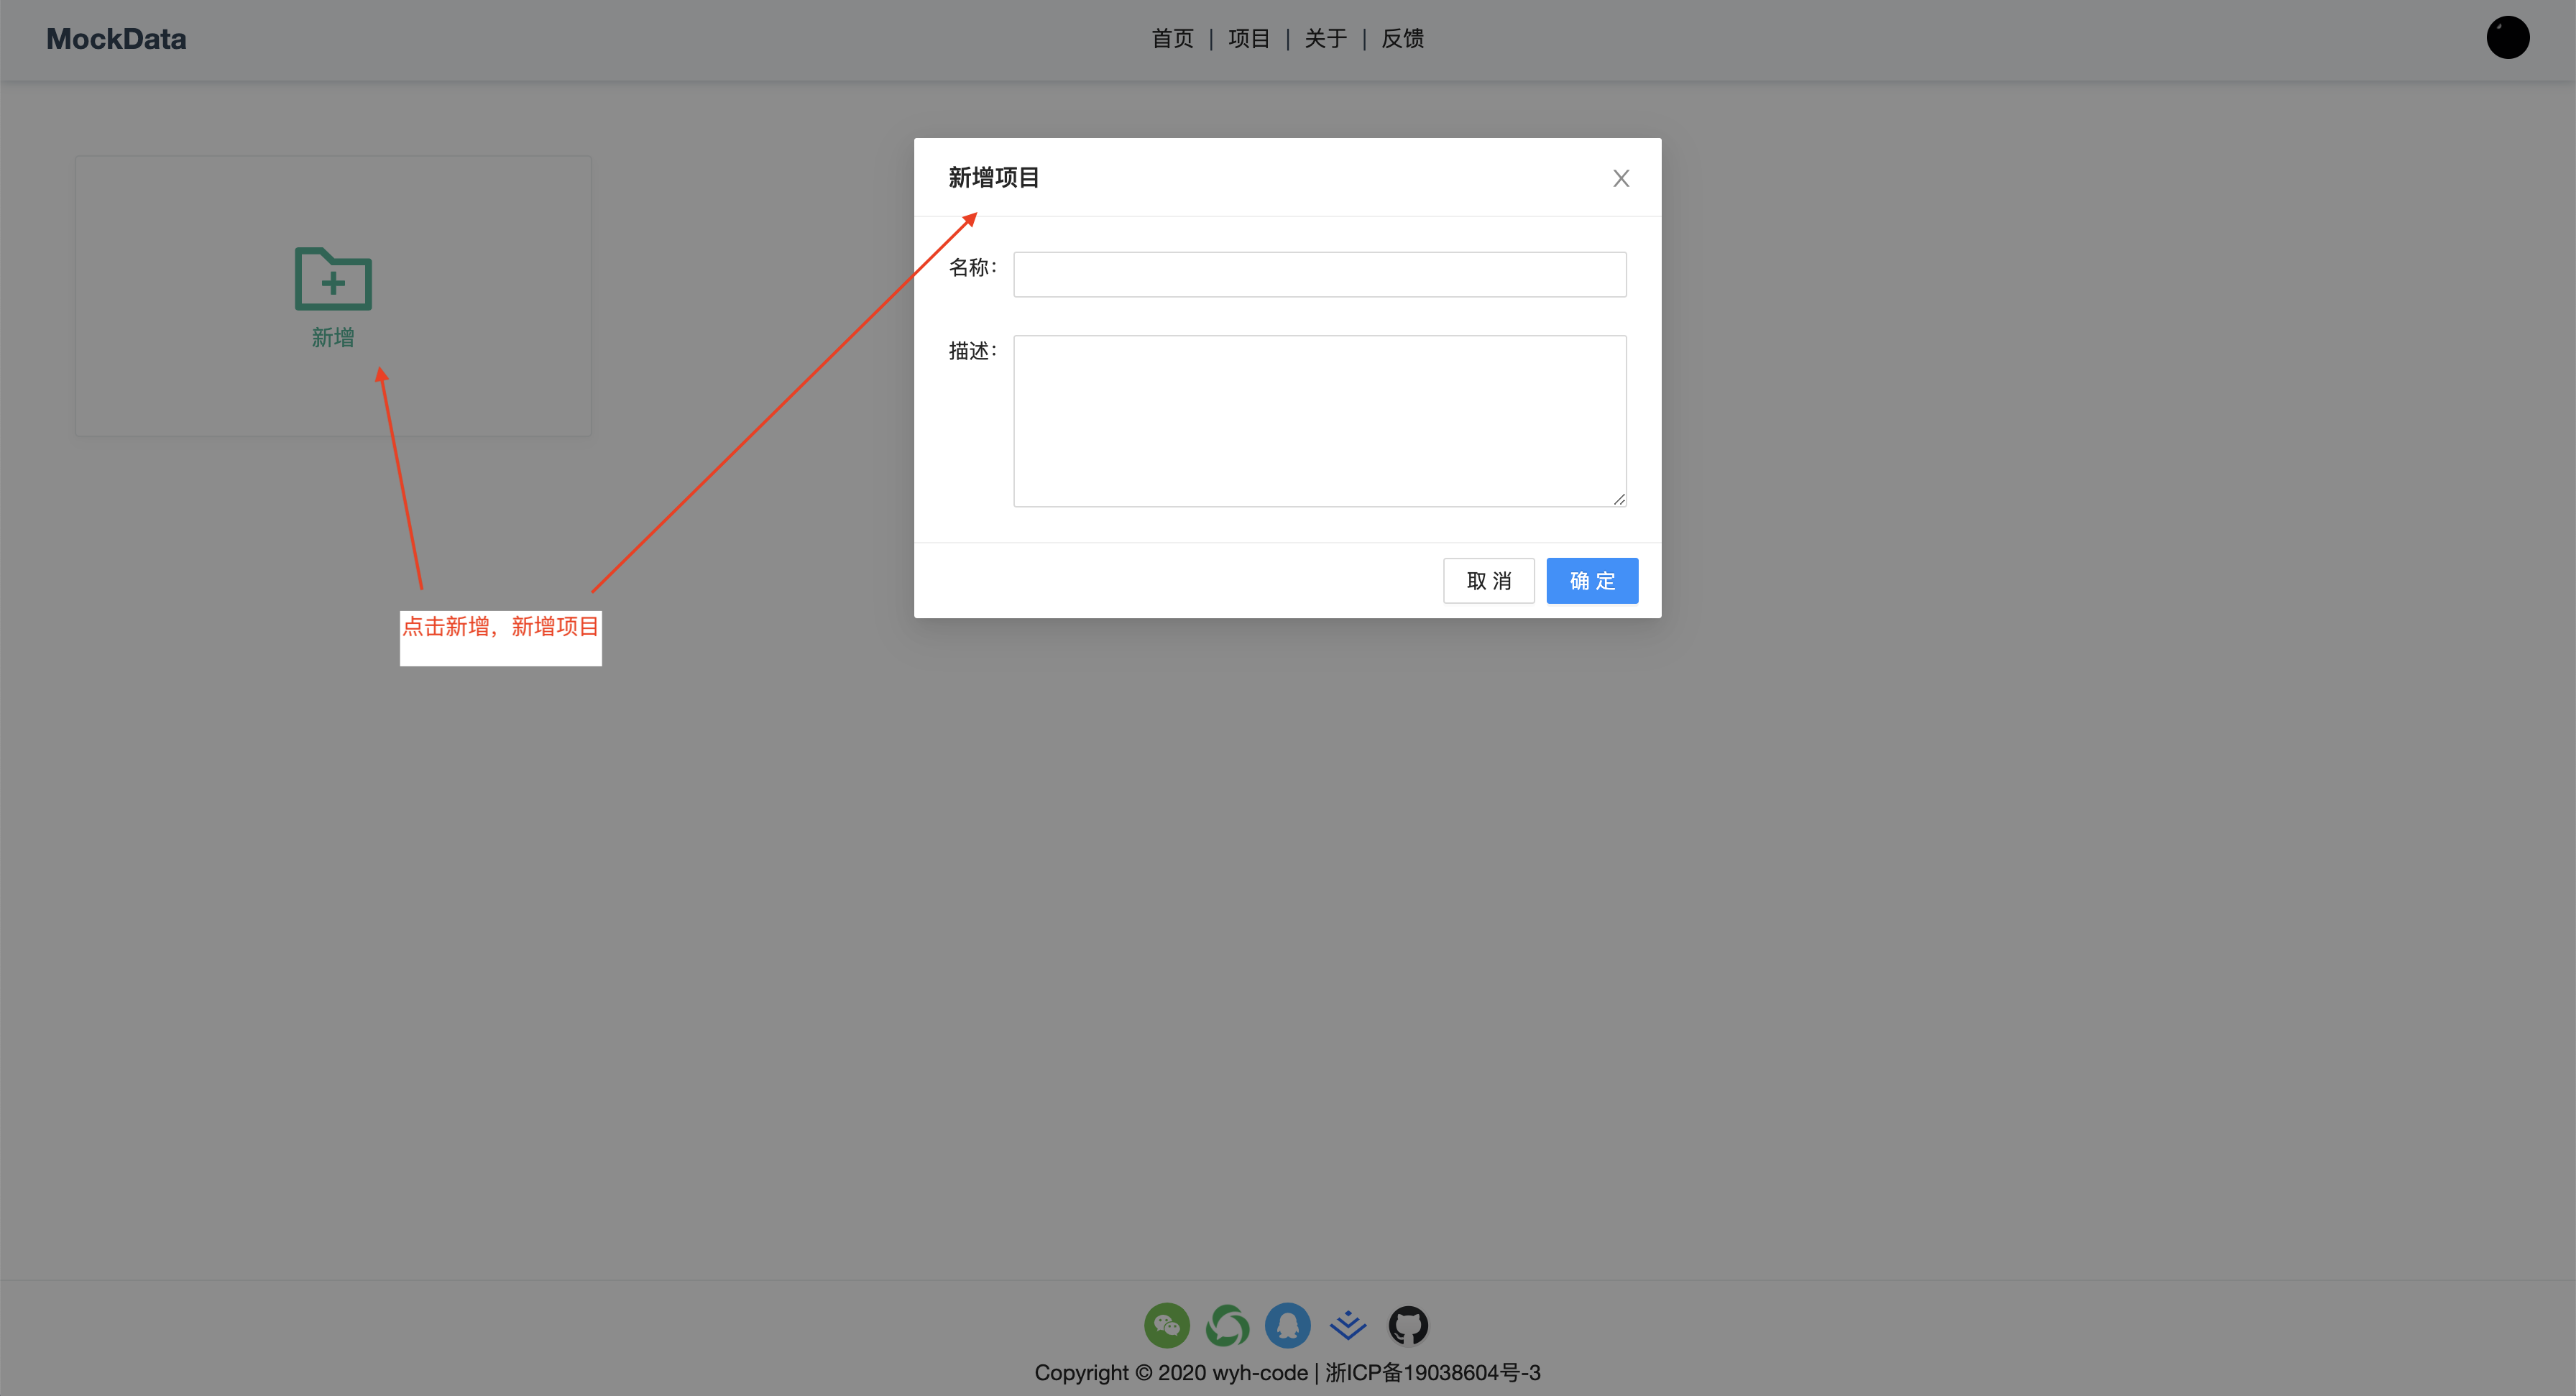 MockData
首页 | 项目 | 关于 | 反馈
新增项目
名称：
新增
描述：
取 消 确 定
点击新增，新增项目
Copyright © 2020 wyh-code | 浙ICP备19038604号-3